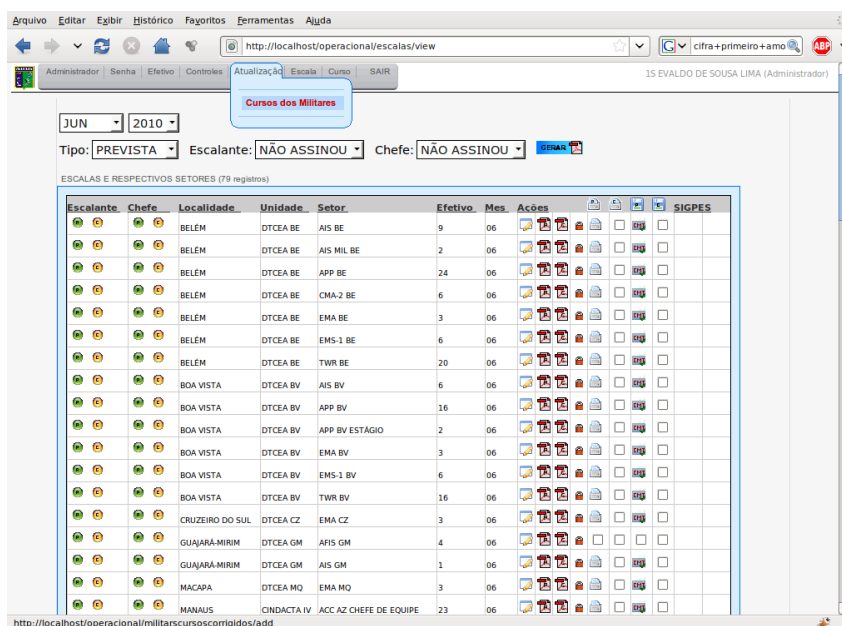 Arquivo Editar Exibir Histórico Favoritos Ferramentas Ajuda
http://localhost/operacional/escalas/view cifra+primeiro+amo ABP
Administrador Senha Efetivo Controles Atualização Escala Curso SAIR 1S EVALDO DE SOUSA LIMA (Administrador)
Cursos dos Militares
JUN 2010
Tipo: PREVISTA Escalante: NÃO ASSINOU Chefe: NÃO ASSINOU GERAR
ESCALAS E RESPECTIVOS SETORES (79 registros)
Escalante Chefe Localidade Unidade Setor Efetivo Mes Ações SIGPES
BELÉM DTCEA BE AIS BE 9 06
BELÉM DTCEA BE AIS MIL BE 2 06
BELÉM DTCEA BE APP BE 24 06
BELÉM DTCEA BE CMA-2 BE 6 06
BELÉM DTCEA BE EMA BE 3 06
BELÉM DTCEA BE EMS-1 BE 6 06
BELÉM DTCEA BE TWR BE 20 06
BOA VISTA DTCEA BV AIS BV 6 06
BOA VISTA DTCEA BV APP BV 16 06
BOA VISTA DTCEA BV APP BV ESTÁGIO 2 06
BOA VISTA DTCEA BV EMA BV 3 06
BOA VISTA DTCEA BV EMS-1 BV 6 06
BOA VISTA DTCEA BV TWR BV 16 06
CRUZEIRO DO SUL DTCEA CZ EMA CZ 3 06
GUAJARÁ-MIRIM DTCEA GM AFIS GM 4 06
GUAJARÁ-MIRIM DTCEA GM AIS GM 1 06
MACAPA DTCEA MQ EMA MQ 3 06
MANAUS CINDACTA IV ACC AZ CHEFE DE EQUIPE 23 06
http://localhost/operacional/militarscursoscorrigidos/add